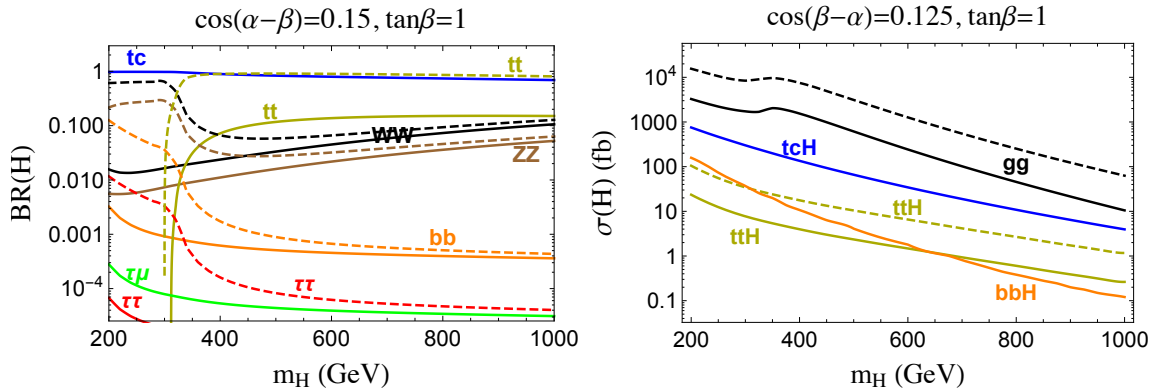 cos(α−β)=0.15, tanβ=1
BR(H)
1
0.100
0.010
0.001
10⁻⁴
tc
tt
tt
WW
ZZ
bb
τμ
ττ
ττ
200 400 600 800 1000
m_H (GeV)
cos(β−α)=0.125, tanβ=1
σ(H) (fb)
10⁴
1000
100
10
1
0.1
gg
tcH
ttH
ttH
bbH
200 400 600 800 1000
m_H (GeV)